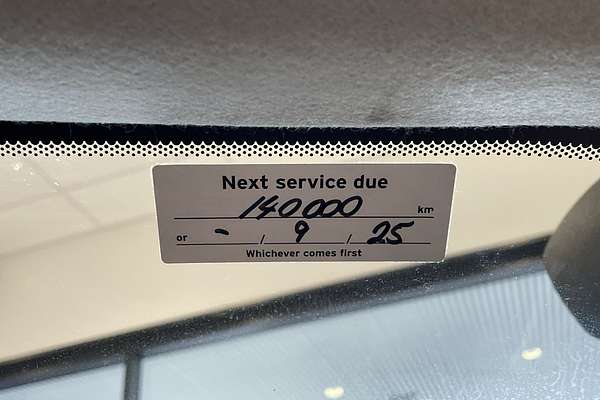 Next service due
140000 km
or - / 9 / 25
Whichever comes first